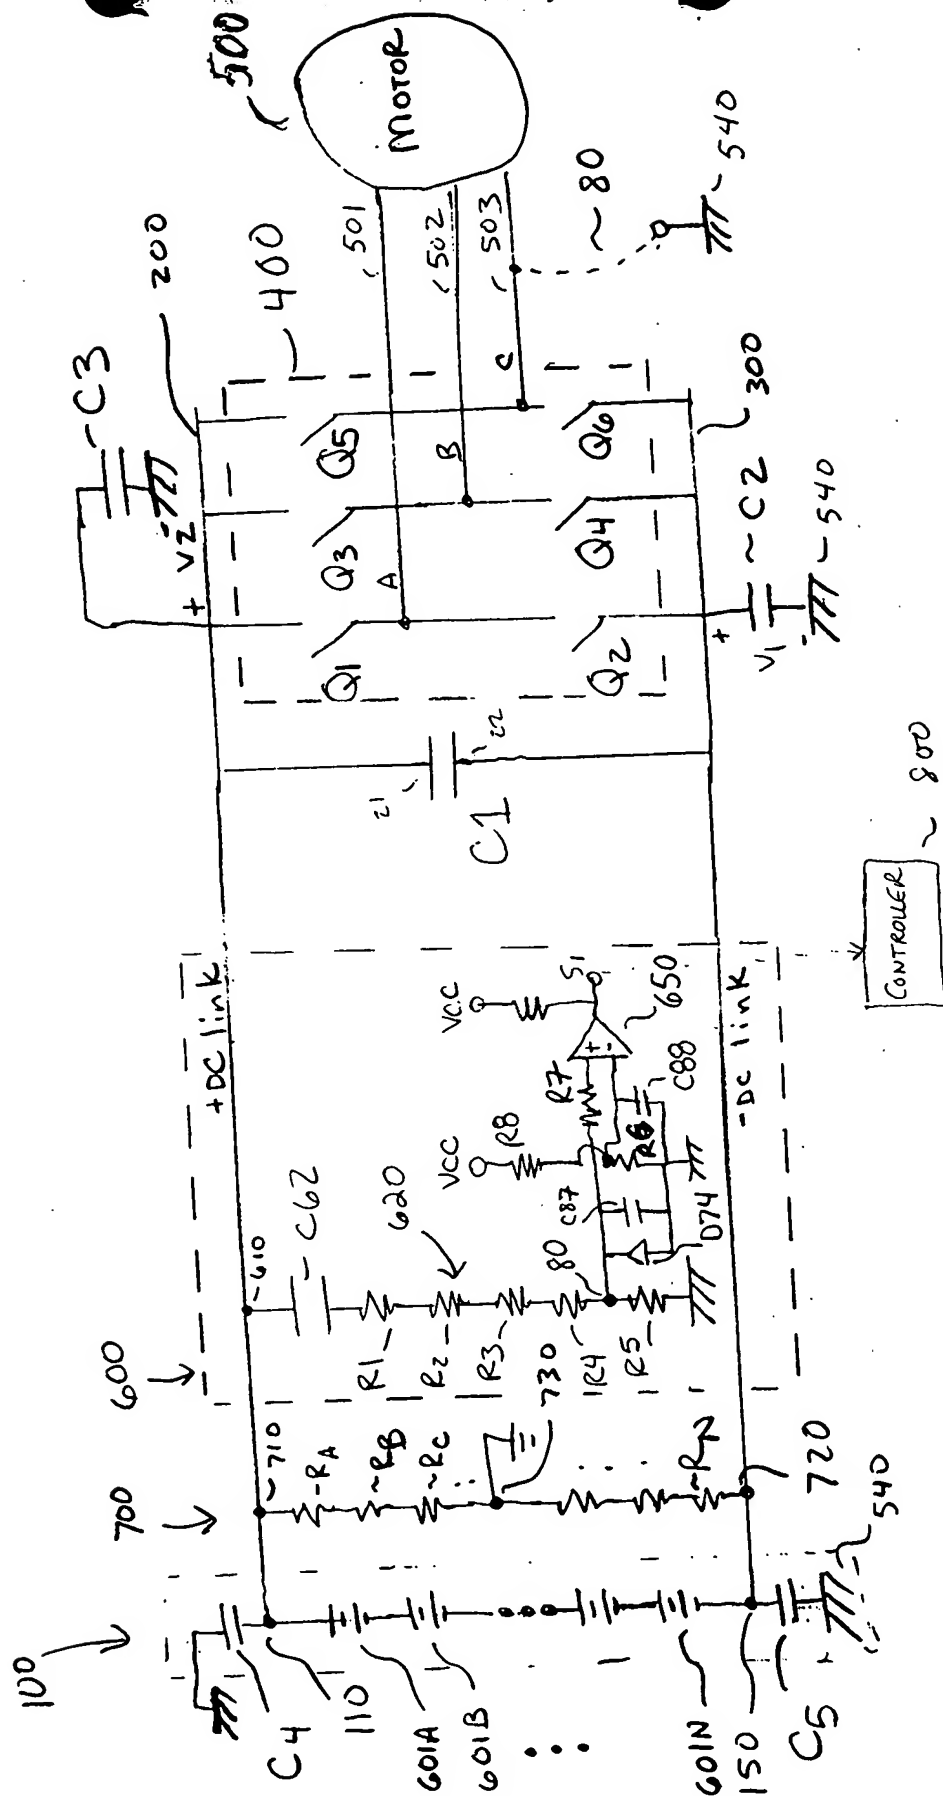 100
700
600
C4
110
601A
601B
601N
150
C5
540
710
RA
RB
RC
730
RN
720
+DC link
610
C62
R1
R2
R3
R4
R5
620
80
VCC
R8
C87
D74
R6
R7
C88
VCC
S1
650
-DC link
CONTROLLER
800
C1
21
22
+
V2
C3
200
400
Q1
Q3
Q5
A
B
C
Q2
Q4
Q6
+
V1
C2
540
300
501
502
503
80
540
500
MOTOR